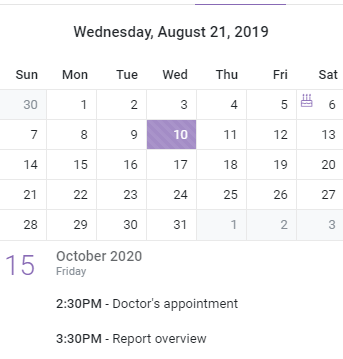 Wednesday, August 21, 2019
Sun Mon Tue Wed Thu Fri Sat
30 1 2 3 4 5 6
7 8 9 10 11 12 13
14 15 16 17 18 19 20
21 22 23 24 25 26 27
28 29 30 31 1 2 3
15 October 2020
Friday
2:30PM - Doctor's appointment
3:30PM - Report overview